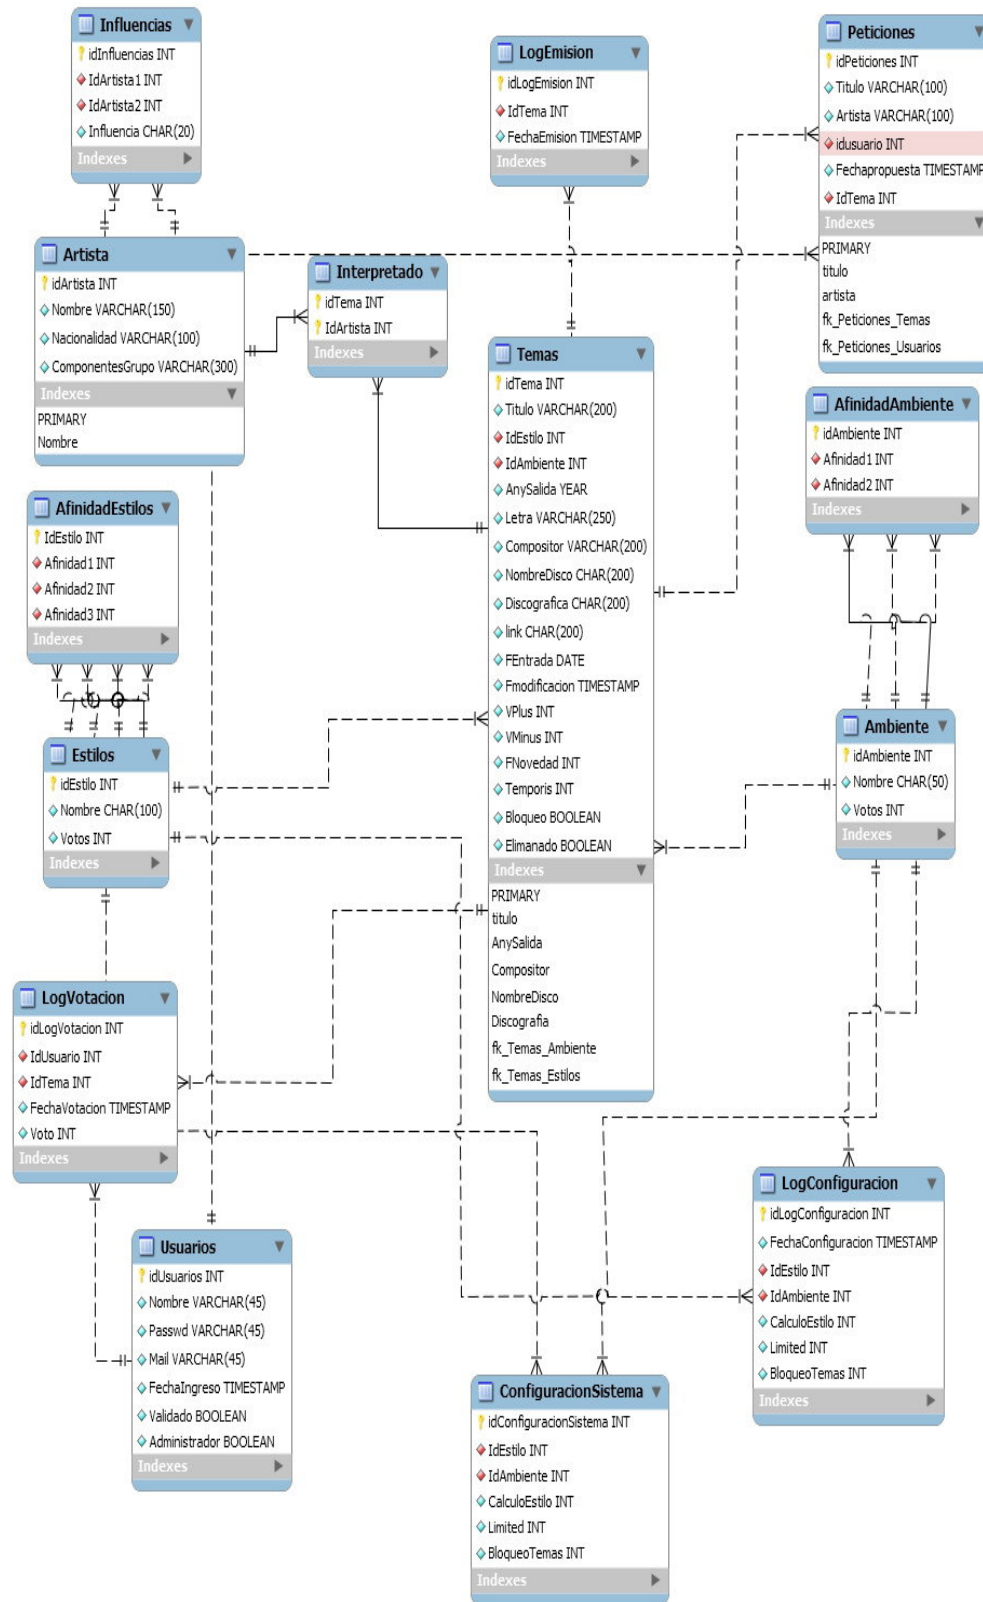 Influencias
idInfluencias INT
IdArtista1 INT
IdArtista2 INT
Influencia CHAR(20)
Indexes
LogEmision
idLogEmision INT
IdTema INT
FechaEmision TIMESTAMP
Indexes
Peticiones
idPeticiones INT
Titulo VARCHAR(100)
Artista VARCHAR(100)
idusuario INT
Fechapropuesta TIMESTAMP
IdTema INT
Indexes
PRIMARY
titulo
artista
fk_Peticiones_Temas
fk_Peticiones_Usuarios
Artista
idArtista INT
Nombre VARCHAR(150)
Nacionalidad VARCHAR(100)
ComponentesGrupo VARCHAR(300)
Indexes
PRIMARY
Nombre
Interpretado
idTema INT
IdArtista INT
Indexes
Temas
idTema INT
Titulo VARCHAR(200)
IdEstilo INT
IdAmbiente INT
AnySalida YEAR
Letra VARCHAR(250)
Compositor VARCHAR(200)
NombreDisco CHAR(200)
Discografica CHAR(200)
link CHAR(200)
FEntrada DATE
Fmodificacion TIMESTAMP
VPlus INT
VMinus INT
FNovedad INT
Temporis INT
Bloqueo BOOLEAN
Elimanado BOOLEAN
Indexes
PRIMARY
titulo
AnySalida
Compositor
NombreDisco
Discografia
fk_Temas_Ambiente
fk_Temas_Estilos
AfinidadAmbiente
idAmbiente INT
Afinidad1 INT
Afinidad2 INT
Indexes
AfinidadEstilos
IdEstilo INT
Afinidad1 INT
Afinidad2 INT
Afinidad3 INT
Indexes
Estilos
idEstilo INT
Nombre CHAR(100)
Votos INT
Indexes
Ambiente
idAmbiente INT
Nombre CHAR(50)
Votos INT
Indexes
LogVotacion
idLogVotacion INT
IdUsuario INT
IdTema INT
FechaVotacion TIMESTAMP
Voto INT
Indexes
Usuarios
idUsuarios INT
Nombre VARCHAR(45)
Passwd VARCHAR(45)
Mail VARCHAR(45)
FechaIngreso TIMESTAMP
Validado BOOLEAN
Administrador BOOLEAN
Indexes
LogConfiguracion
idLogConfiguracion INT
FechaConfiguracion TIMESTAMP
IdEstilo INT
IdAmbiente INT
CalculoEstilo INT
Limited INT
BloqueoTemas INT
Indexes
ConfiguracionSistema
idConfiguracionSistema INT
IdEstilo INT
IdAmbiente INT
CalculoEstilo INT
Limited INT
BloqueoTemas INT
Indexes